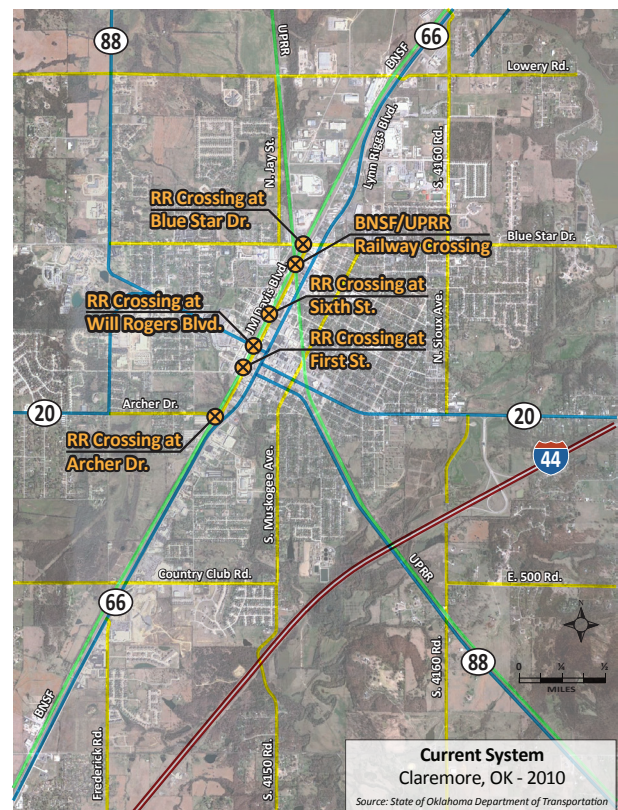 88
UPRR
BNSF
66
Lowery Rd.
N. Jay St.
Lynn Riggs Blvd.
S. 4160 Rd.
RR Crossing at
Blue Star Dr.
BNSF/UPRR
Railway Crossing
Blue Star Dr.
JM Davis Blvd.
RR Crossing at
Will Rogers Blvd.
RR Crossing at
Sixth St.
N. Sioux Ave.
RR Crossing at
First St.
20
Archer Dr.
20
RR Crossing at
Archer Dr.
44
S. Muskogee Ave.
UPRR
Country Club Rd.
E. 500 Rd.
66
N
0 ¼ ½
MILES
S. 4160 Rd.
88
BNSF
Frederick Rd.
S. 4150 Rd.
Current System
Claremore, OK - 2010
Source: State of Oklahoma Department of Transportation